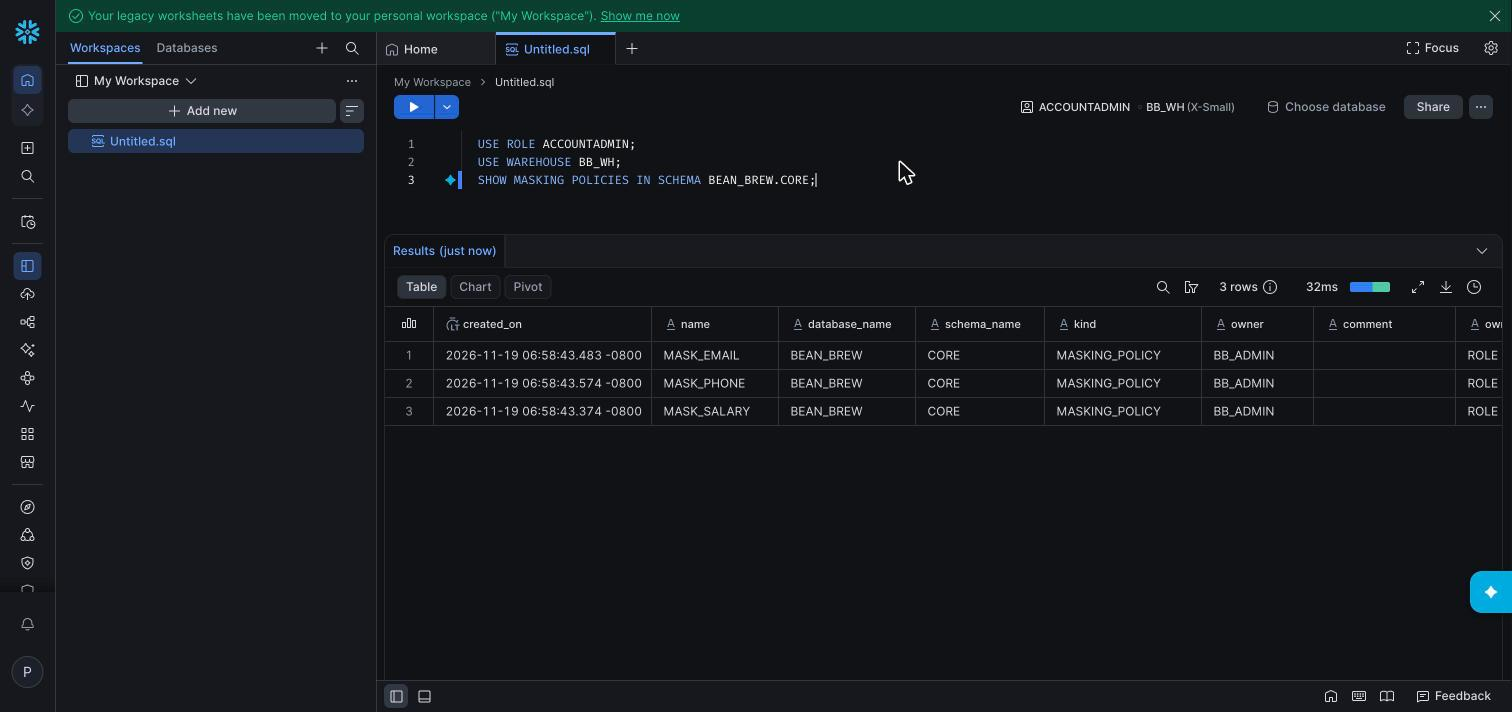 Your legacy worksheets have been moved to your personal workspace ("My Workspace"). Show me now
Workspaces Databases
Home
Untitled.sql
Focus
My Workspace
My Workspace > Untitled.sql
Add new
ACCOUNTADMIN BB_WH (X-Small) Choose database Share
Untitled.sql
1 USE ROLE ACCOUNTADMIN;
2 USE WAREHOUSE BB_WH;
3 SHOW MASKING POLICIES IN SCHEMA BEAN_BREW.CORE;
Results (just now)
Table Chart Pivot
3 rows 32ms
created_on name database_name schema_name kind owner comment own
1 2026-11-19 06:58:43.483 -0800 MASK_EMAIL BEAN_BREW CORE MASKING_POLICY BB_ADMIN ROLE
2 2026-11-19 06:58:43.574 -0800 MASK_PHONE BEAN_BREW CORE MASKING_POLICY BB_ADMIN ROLE
3 2026-11-19 06:58:43.374 -0800 MASK_SALARY BEAN_BREW CORE MASKING_POLICY BB_ADMIN ROLE
P
Feedback